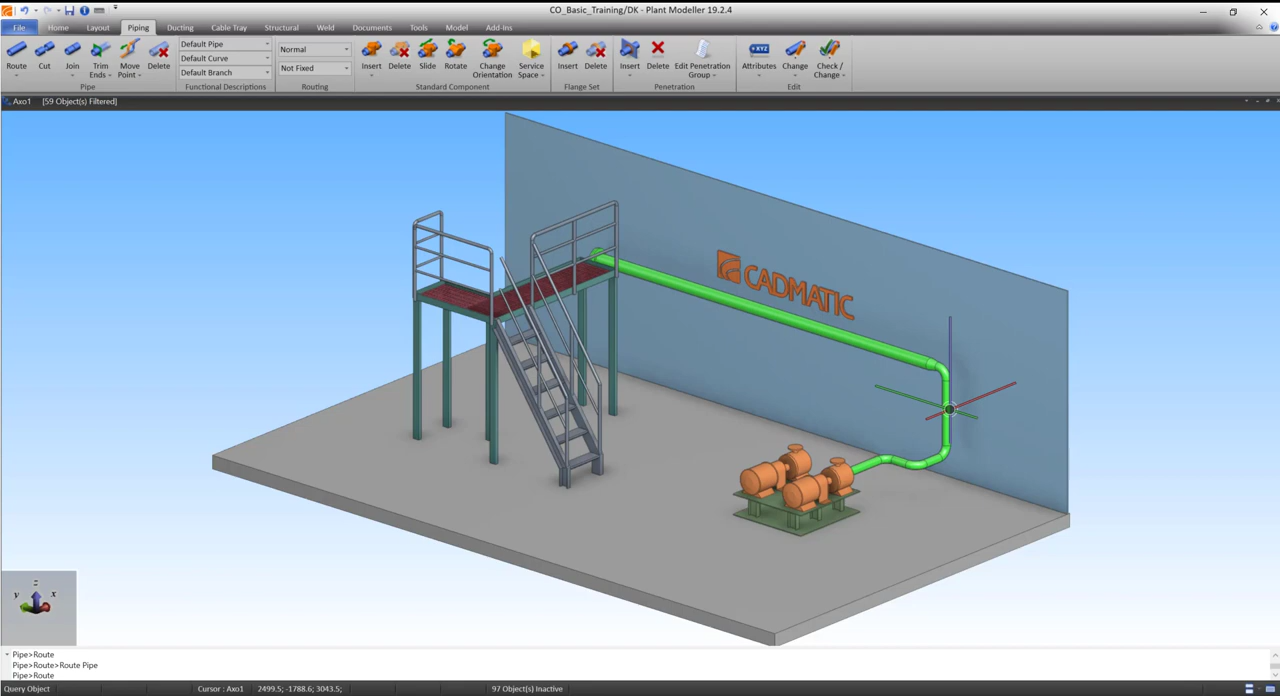 CO_Basic_Training/DK - Plant Modeller 19.2.4
File Home Layout Piping Ducting Cable Tray Structural Weld Documents Tools Model Add-Ins
Route Cut Join Trim Ends Move Point Delete
Pipe
Default Pipe
Default Curve
Default Branch
Functional Descriptions
Normal
Not Fixed
Routing
Insert Delete Slide Rotate Change Orientation Service Space
Standard Component
Insert Delete
Flange Set
Insert Delete Edit Penetration Group
Penetration
XYZ
Attributes Change Check / Change
Edit
Axo1 [59 Object(s) Filtered]
CADMATIC
z
y x
Pipe>Route
Pipe>Route>Route Pipe
Pipe>Route
Query Object Cursor : Axo1 2499.5; -1788.6; 3043.5; 97 Object(s) Inactive